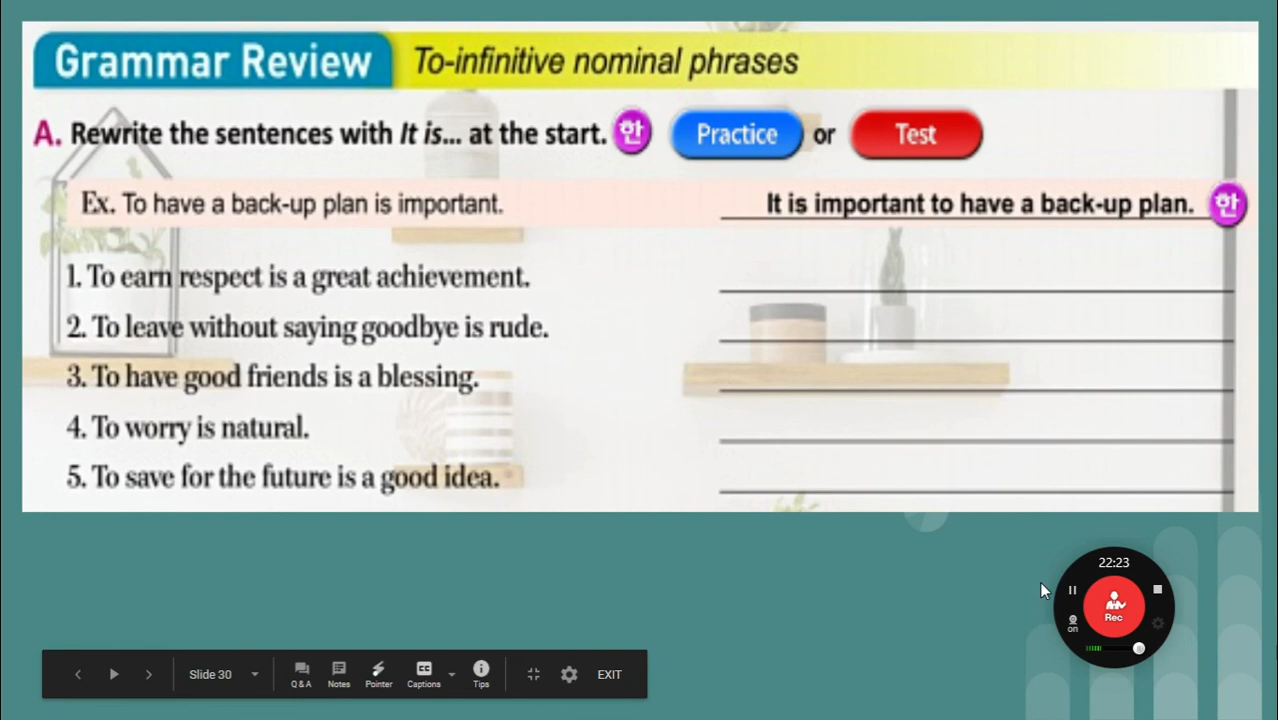 Grammar Review To-infinitive nominal phrases
A. Rewrite the sentences with It is... at the start. 한 Practice or Test
Ex. To have a back-up plan is important. It is important to have a back-up plan. 한
1. To earn respect is a great achievement.
2. To leave without saying goodbye is rude.
3. To have good friends is a blessing.
4. To worry is natural.
5. To save for the future is a good idea.
22:23
Rec
on
Slide 30 Q&A Notes Pointer CC Captions Tips EXIT